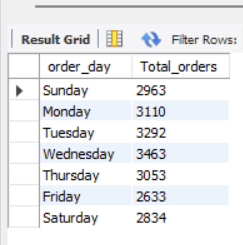 Result Grid Filter Rows:
order_day Total_orders
Sunday 2963
Monday 3110
Tuesday 3292
Wednesday 3463
Thursday 3053
Friday 2633
Saturday 2834